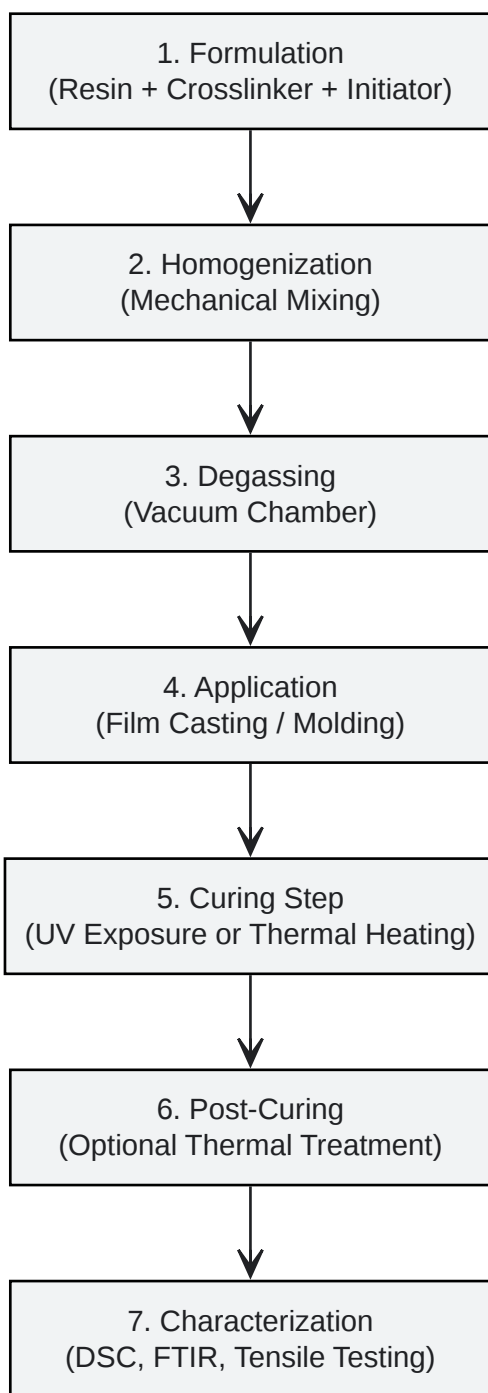 1. Formulation
(Resin + Crosslinker + Initiator)
2. Homogenization
(Mechanical Mixing)
3. Degassing
(Vacuum Chamber)
4. Application
(Film Casting / Molding)
5. Curing Step
(UV Exposure or Thermal Heating)
6. Post-Curing
(Optional Thermal Treatment)
7. Characterization
(DSC, FTIR, Tensile Testing)